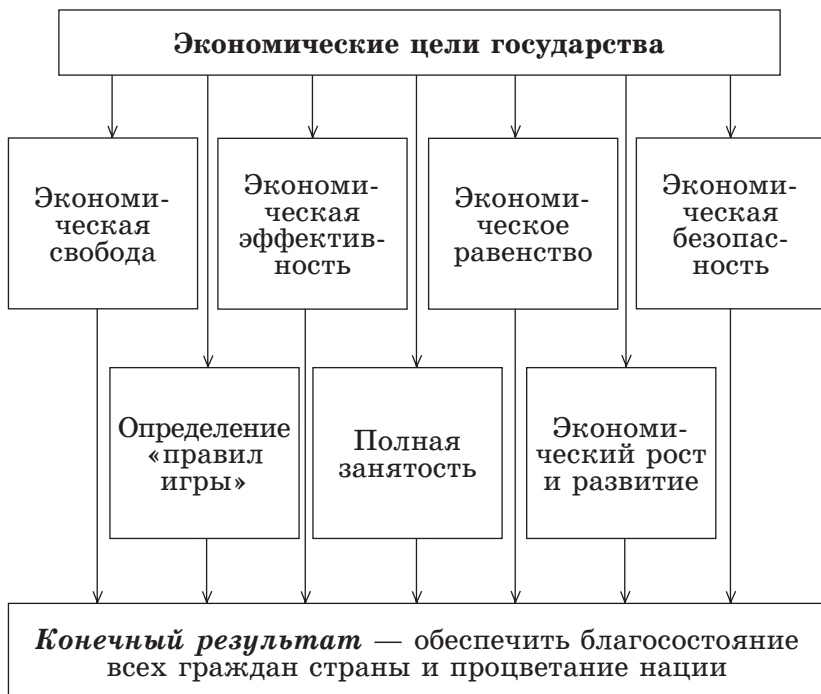 Экономические цели государства
Экономи-
ческая
свобода
Экономи-
ческая
эффектив-
ность
Экономи-
ческое
равенство
Экономи-
ческая
безопас-
ность
Определение
«правил
игры»
Полная
занятость
Экономи-
ческий рост
и развитие
Конечный результат — обеспечить благосостояние
всех граждан страны и процветание нации